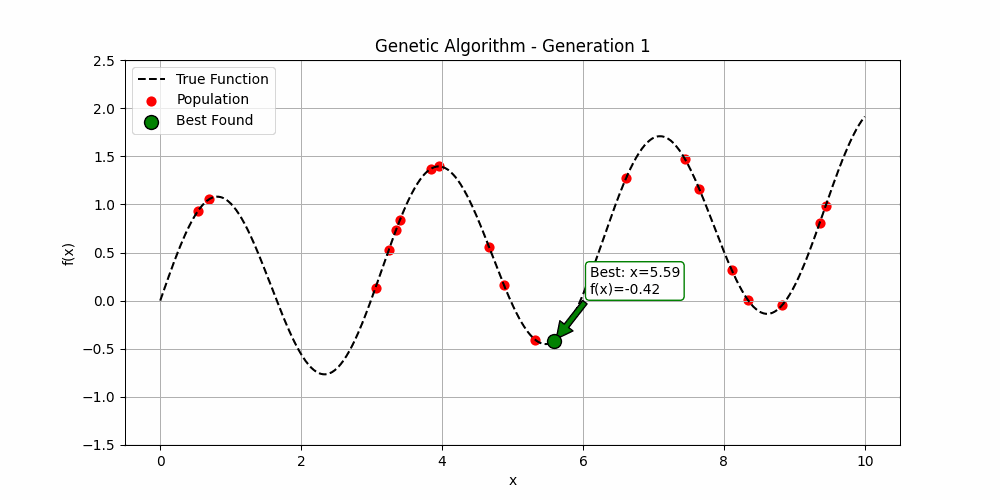 Genetic Algorithm - Generation 1
True Function
Population
Best Found
2.5
2.0
1.5
1.0
0.5
0.0
−0.5
−1.0
−1.5
f(x)
Best: x=5.59
f(x)=-0.42
0 2 4 6 8 10
x